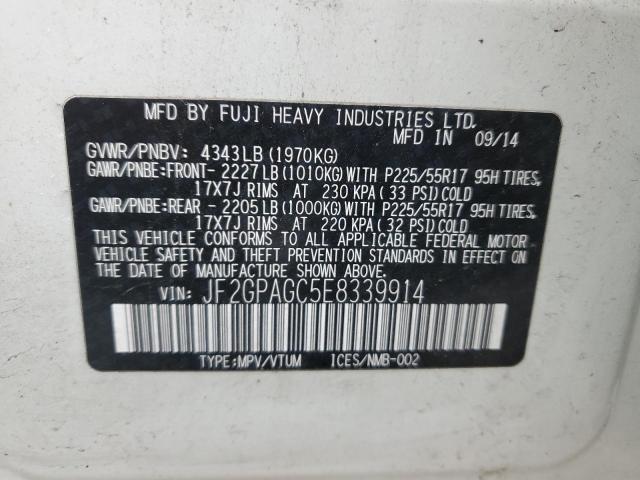 MFD BY FUJI HEAVY INDUSTRIES LTD.
MFD IN 09/14
GVWR/PNBV: 4343LB (1970KG)
GAWR/PNBE:FRONT- 2227LB (1010KG) WITH P225/55R17 95H TIRES,
17X7J RIMS AT 230 KPA (33 PSI) COLD
GAWR/PNBE:REAR - 2205LB (1000KG) WITH P225/55R17 95H TIRES,
17X7J RIMS AT 220 KPA (32 PSI) COLD
THIS VEHICLE CONFORMS TO ALL APPLICABLE FEDERAL MOTOR
VEHICLE SAFETY AND THEFT PREVENTION STANDARDS IN EFFECT
ON THE DATE OF MANUFACTURE SHOWN ABOVE.
VIN: JF2GPAGC5E8339914
TYPE:MPV/VTUM ICES/NMB-002